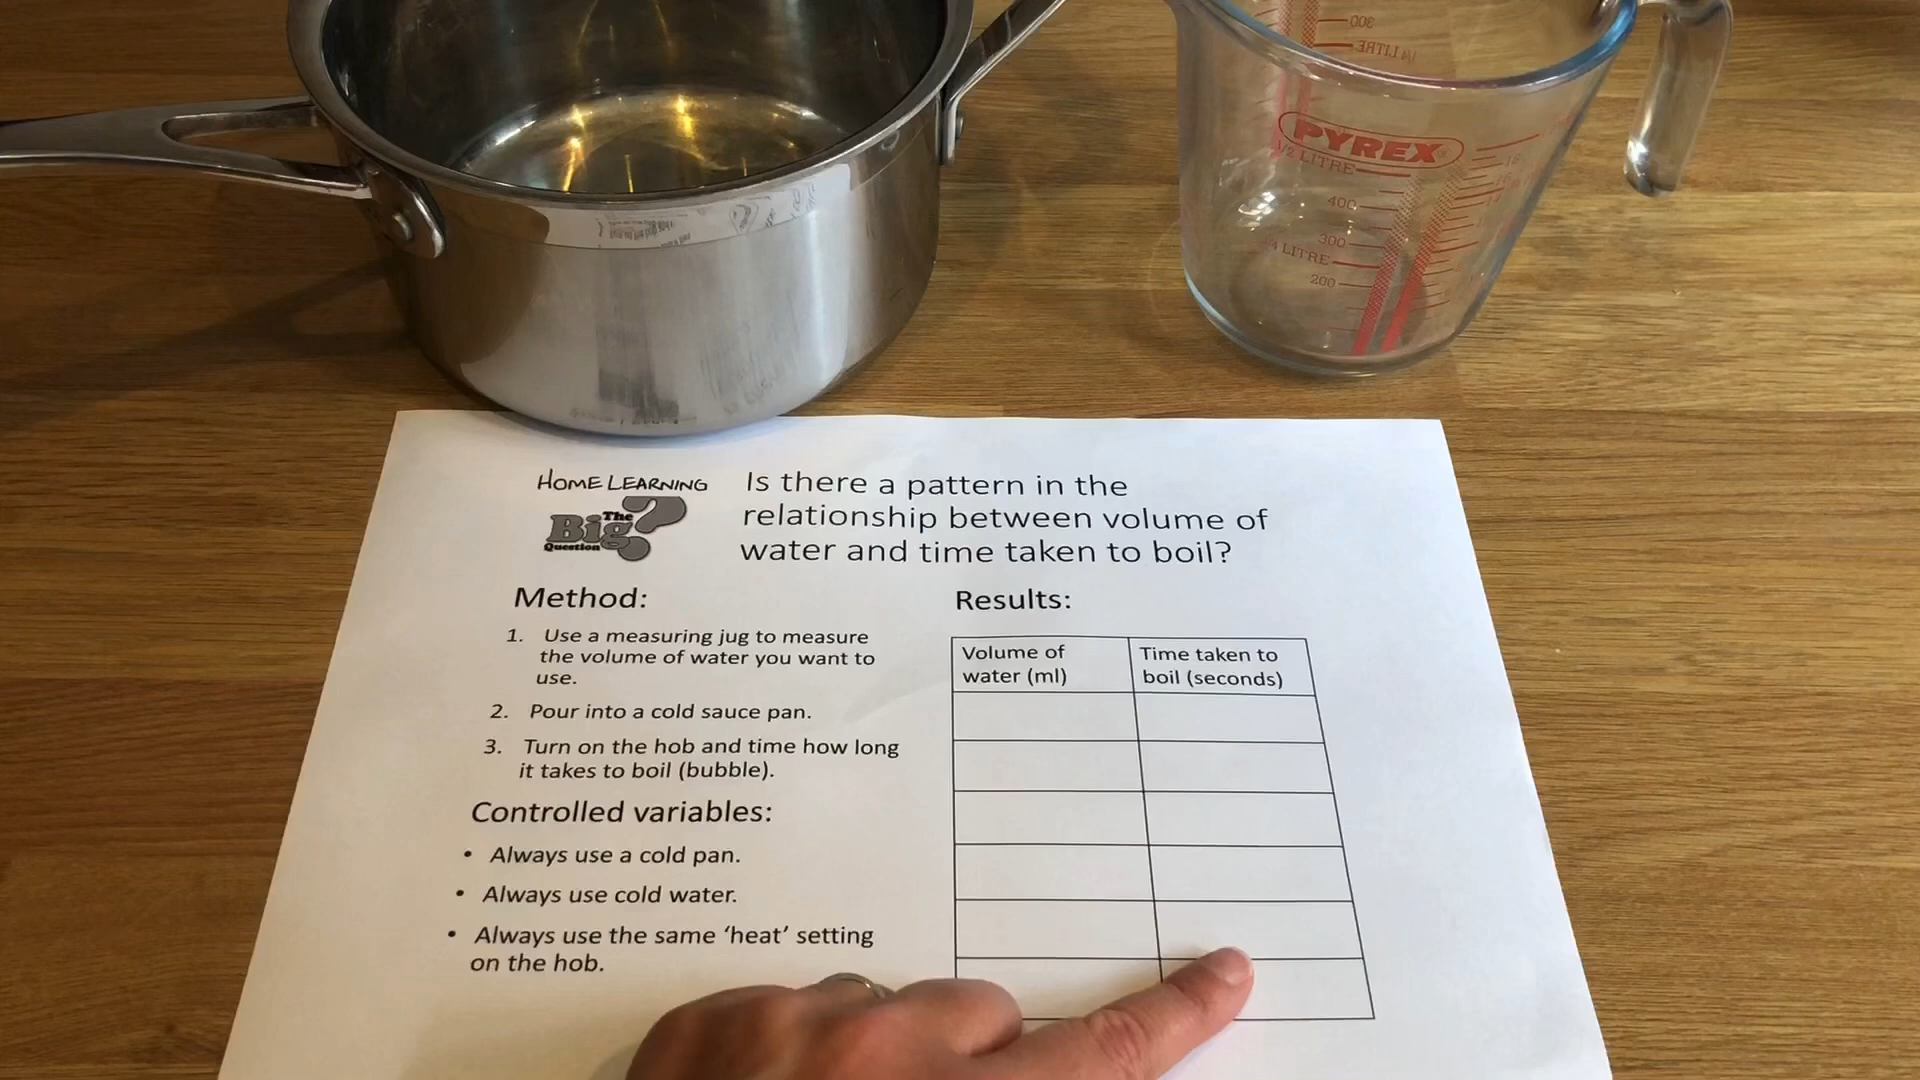 300
1/4 LITRE
PYREX
1/2 LITRE
400
300
1/4 LITRE
200
HOME LEARNING
The
Big
Question
Is there a pattern in the
relationship between volume of
water and time taken to boil?
Method:
1. Use a measuring jug to measure
the volume of water you want to
use.
2. Pour into a cold sauce pan.
3. Turn on the hob and time how long
it takes to boil (bubble).
Controlled variables:
• Always use a cold pan.
• Always use cold water.
• Always use the same ‘heat’ setting
on the hob.
Results:
Volume of
water (ml)
Time taken to
boil (seconds)